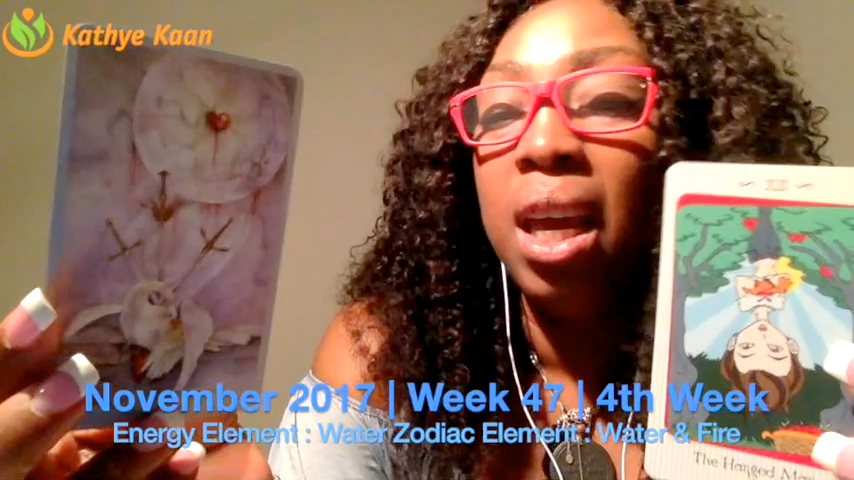 Kathye Kaan
November 2017 | Week 47 | 4th Week
Energy Element : Water Zodiac Element : Water & Fire
The Hanged Man